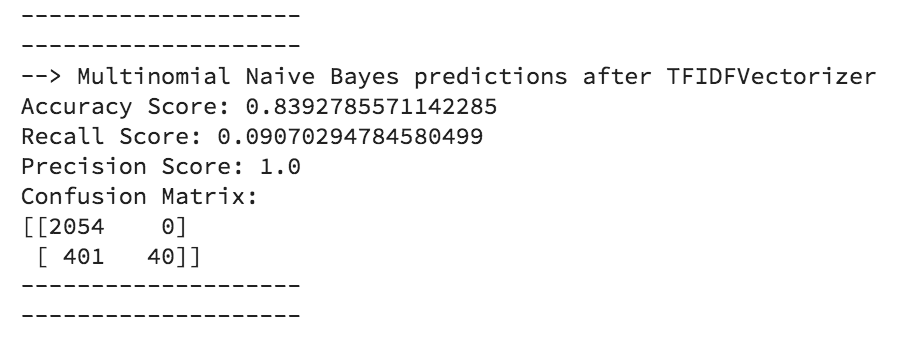 --------------------
--------------------
--> Multinomial Naive Bayes predictions after TFIDFVectorizer
Accuracy Score: 0.8392785571142285
Recall Score: 0.09070294784580499
Precision Score: 1.0
Confusion Matrix:
[[2054    0]
 [ 401   40]]
--------------------
--------------------